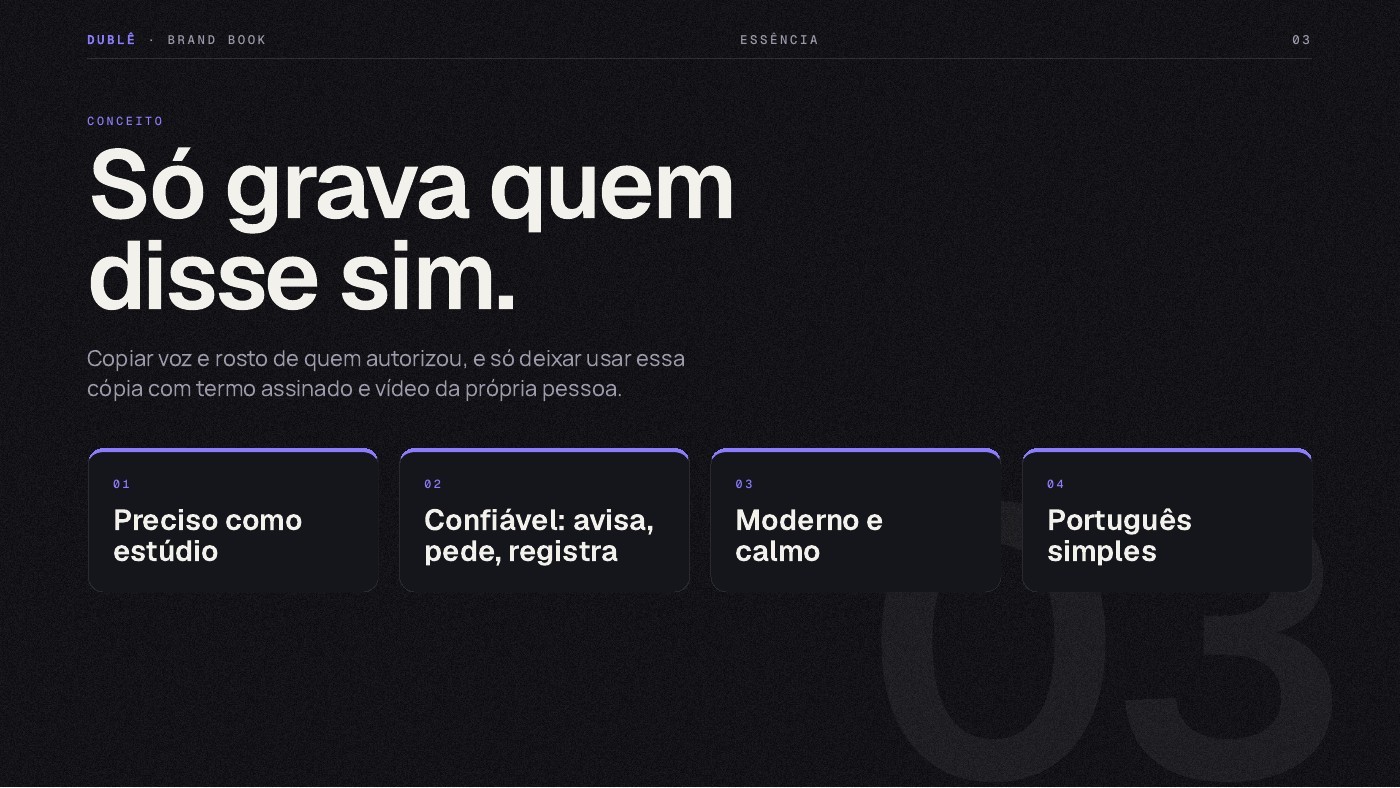 DUBLÊ · BRAND BOOK
ESSÊNCIA
03
CONCEITO
Só grava quem
disse sim.
Copiar voz e rosto de quem autorizou, e só deixar usar essa
cópia com termo assinado e vídeo da própria pessoa.
01
Preciso como
estúdio
02
Confiável: avisa,
pede, registra
03
Moderno e
calmo
04
Português
simples
03